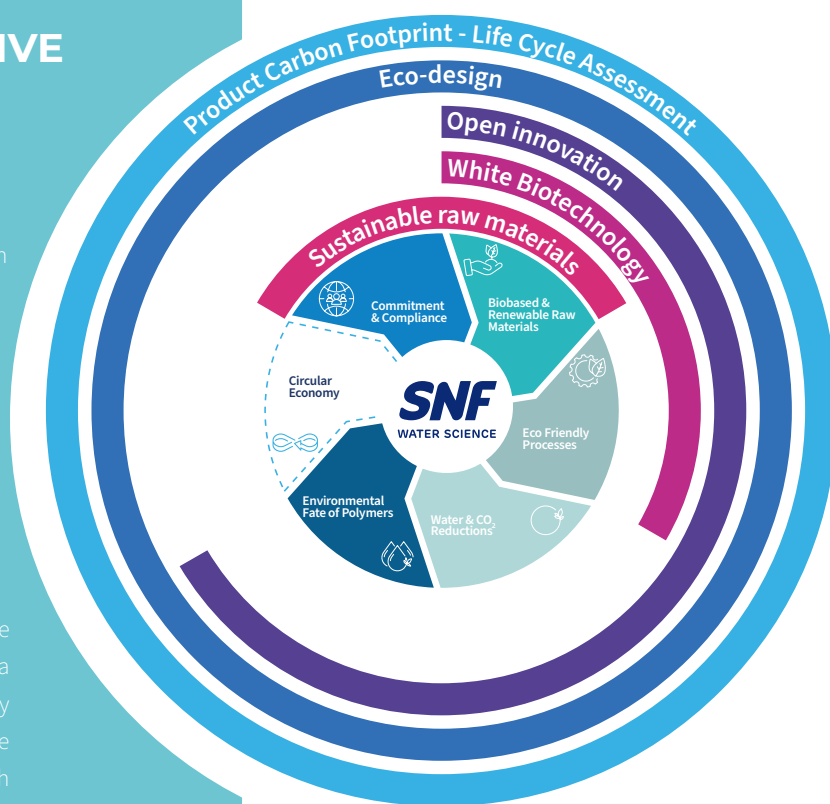 IVE
Product Carbon Footprint - Life Cycle Assessment
Eco-design
Open innovation
White Biotechnology
Sustainable raw materials
Commitment
& Compliance
Biobased &
Renewable Raw
Materials
Circular
Economy
SNF
WATER SCIENCE
Eco Friendly
Processes
Environmental
Fate of Polymers
Water & CO2
Reductions
n
e
a
y
e
h